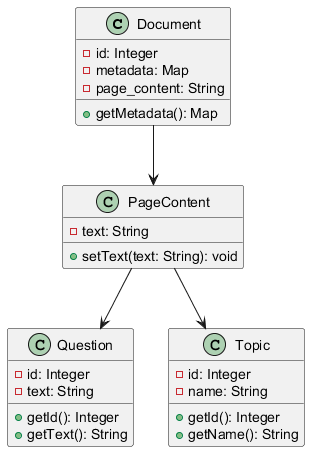 C Document
id: Integer
metadata: Map
page_content: String
getMetadata(): Map
C PageContent
text: String
setText(text: String): void
C Question
id: Integer
text: String
getId(): Integer
getText(): String
C Topic
id: Integer
name: String
getId(): Integer
getName(): String